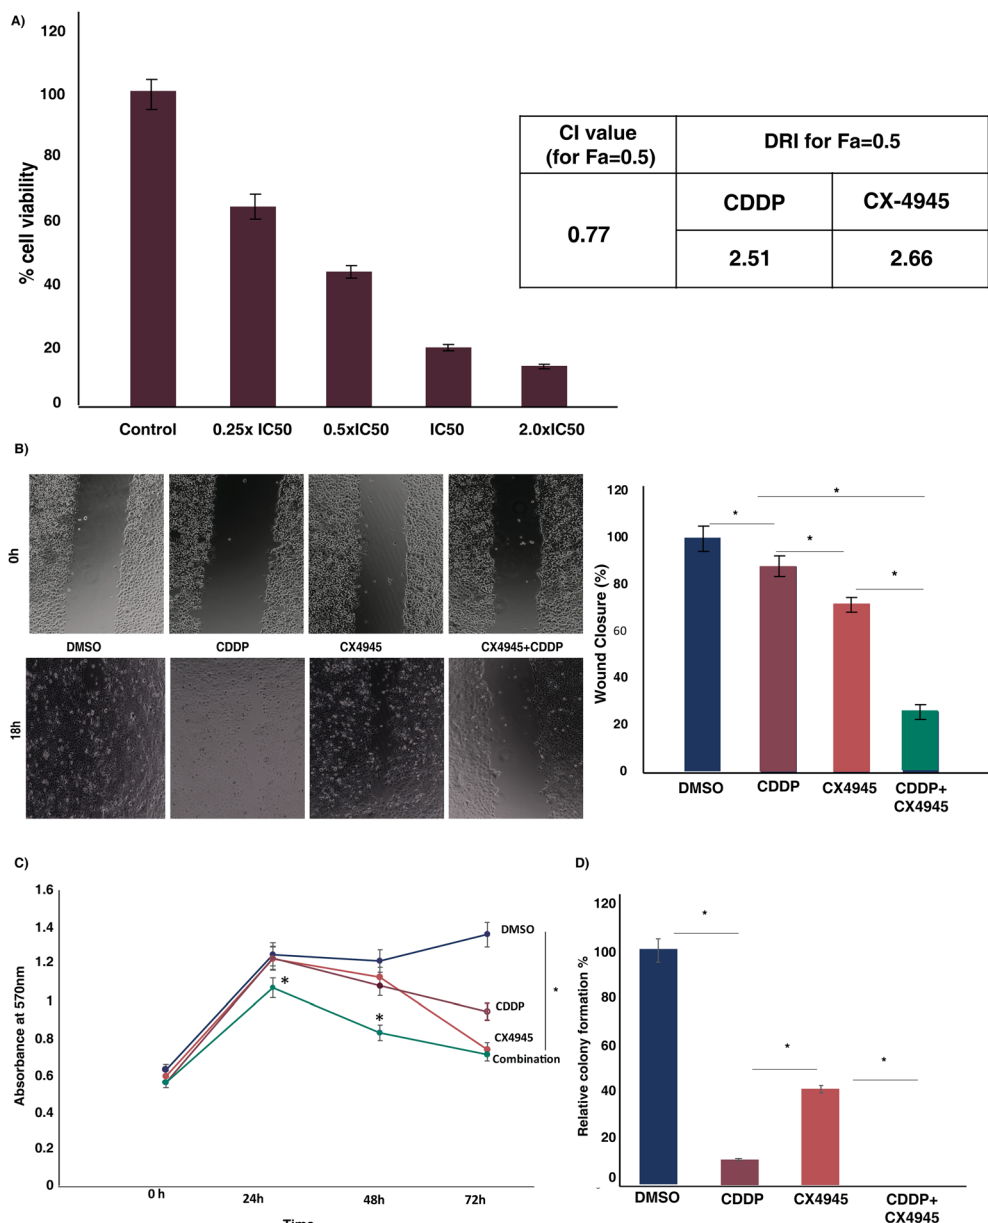 A)
120
100
80
60
40
20
0
% cell viability
Control
0.25x IC50
0.5xIC50
IC50
2.0xIC50
CI value
(for Fa=0.5)
DRI for Fa=0.5
CDDP
CX-4945
0.77
2.51
2.66
B)
0h
DMSO
CDDP
CX4945
CX4945+CDDP
18h
120
100
80
60
40
20
0
Wound Closure (%)
*
*
*
*
DMSO
CDDP
CX4945
CDDP+
CX4945
C)
1.6
1.4
1.2
1
0.8
0.6
0.4
0.2
0
Absorbance at 570nm
DMSO
CDDP
CX4945
Combination
*
*
*
0 h
24h
48h
72h
Time
D)
120
100
80
60
40
20
0
Relative colony formation %
*
*
*
DMSO
CDDP
CX4945
CDDP+
CX4945